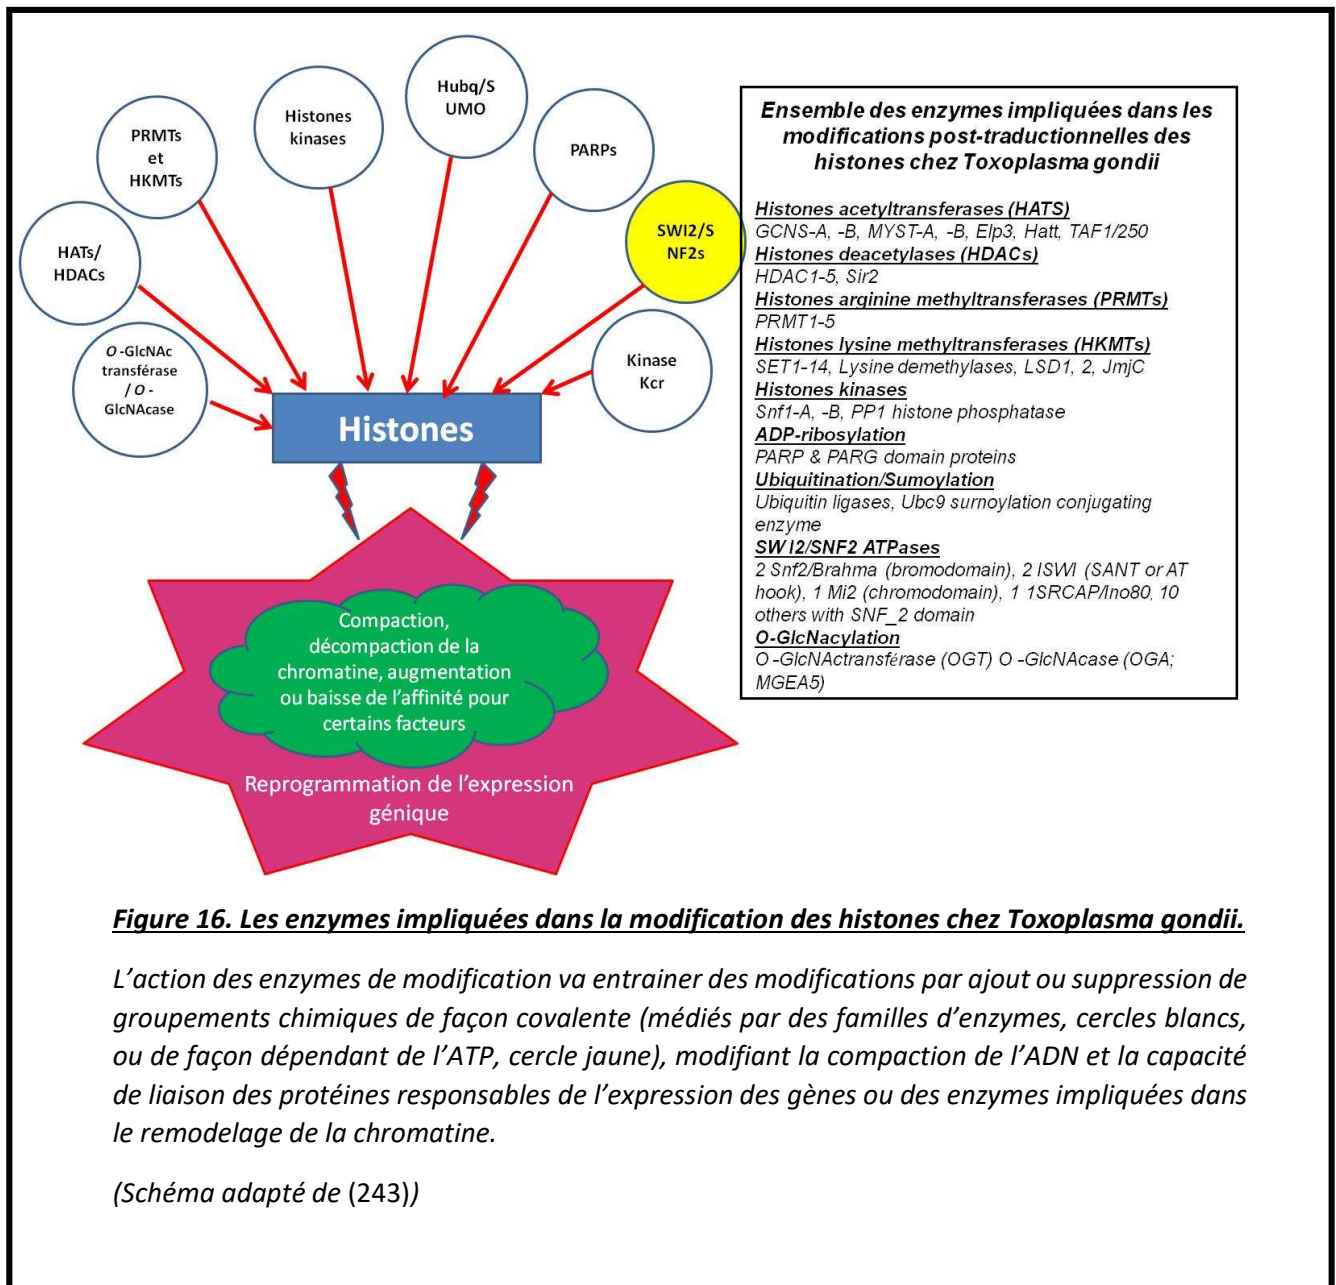 Hubq/S
UMO
Histones
kinases
PRMTs
et
HKMTs
PARPs
SWI2/S
NF2s
HATs/
HDACs
Kinase
Kcr
O -GlcNAc
transférase
/ O -
GlcNAcase
Histones
Compaction,
décompaction de la
chromatine, augmentation
ou baisse de l’affinité pour
certains facteurs
Reprogrammation de l’expression
génique
Ensemble des enzymes impliquées dans les
modifications post-traductionnelles des
histones chez Toxoplasma gondii
Histones acetyltransferases (HATS)
GCNS-A, -B, MYST-A, -B, Elp3, Hatt, TAF1/250
Histones deacetylases (HDACs)
HDAC1-5, Sir2
Histones arginine methyltransferases (PRMTs)
PRMT1-5
Histones lysine methyltransferases (HKMTs)
SET1-14, Lysine demethylases, LSD1, 2, JmjC
Histones kinases
Snf1-A, -B, PP1 histone phosphatase
ADP-ribosylation
PARP & PARG domain proteins
Ubiquitination/Sumoylation
Ubiquitin ligases, Ubc9 surnoylation conjugating
enzyme
SWI2/SNF2 ATPases
2 Snf2/Brahma (bromodomain), 2 ISWI (SANT or AT
hook), 1 Mi2 (chromodomain), 1 1SRCAP/Ino80, 10
others with SNF_2 domain
O-GlcNacylation
O -GlcNActransférase (OGT) O -GlcNAcase (OGA;
MGEA5)
Figure 16. Les enzymes impliquées dans la modification des histones chez Toxoplasma gondii.
L’action des enzymes de modification va entrainer des modifications par ajout ou suppression de
groupements chimiques de façon covalente (médiés par des familles d’enzymes, cercles blancs,
ou de façon dépendant de l’ATP, cercle jaune), modifiant la compaction de l’ADN et la capacité
de liaison des protéines responsables de l’expression des gènes ou des enzymes impliquées dans
le remodelage de la chromatine.
(Schéma adapté de (243))